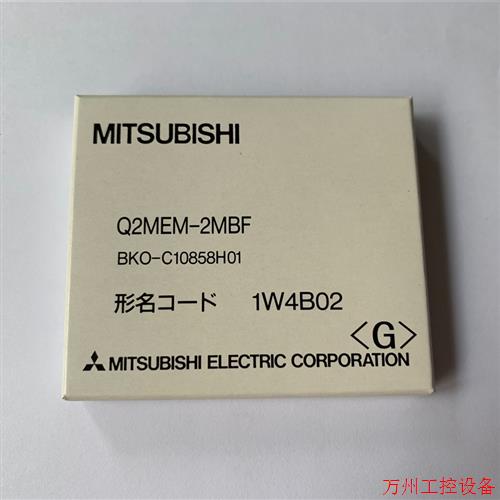 MITSUBISHI
Q2MEM-2MBF
BKO-C10858H01
形名コード 1W4B02
<G>
MITSUBISHI ELECTRIC CORPORATION
万州工控设备